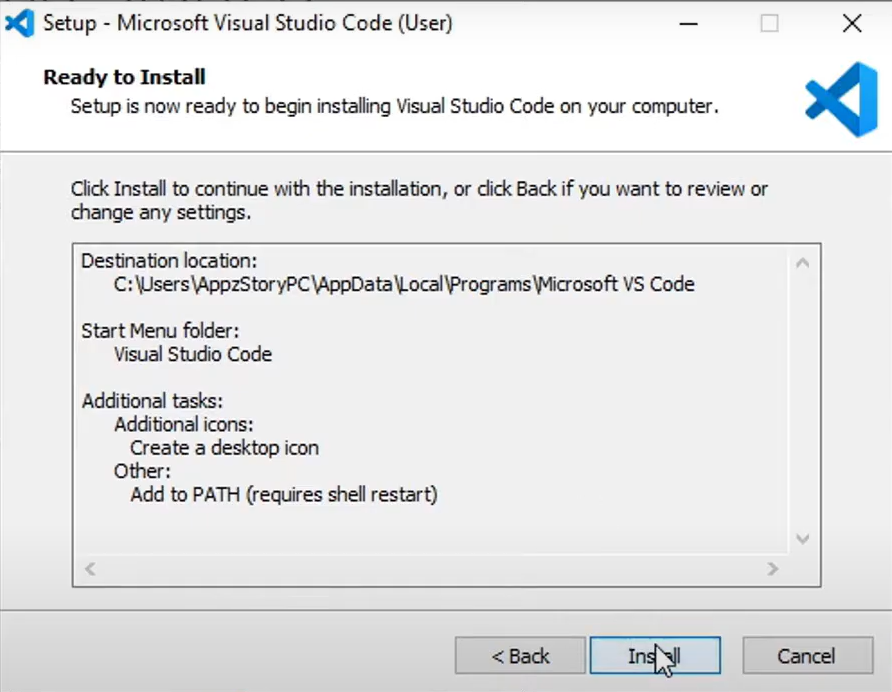 Setup - Microsoft Visual Studio Code (User)
Ready to Install
Setup is now ready to begin installing Visual Studio Code on your computer.
Click Install to continue with the installation, or click Back if you want to review or
change any settings.
Destination location:
C:\Users\AppzStoryPC\AppData\Local\Programs\Microsoft VS Code
Start Menu folder:
Visual Studio Code
Additional tasks:
Additional icons:
Create a desktop icon
Other:
Add to PATH (requires shell restart)
< Back
Install
Cancel